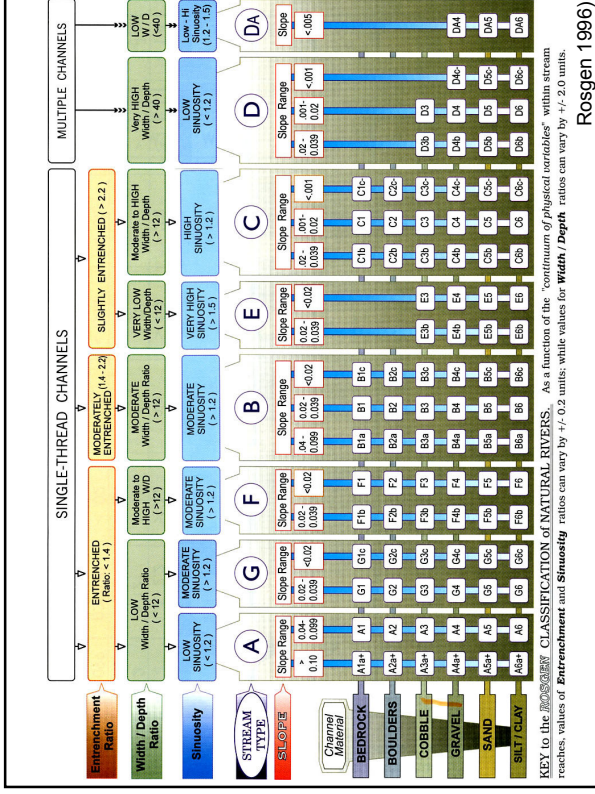 SINGLE-THREAD CHANNELS
MULTIPLE CHANNELS
Entrenchment
Ratio
ENTRENCHED
( Ratio: < 1.4 )
MODERATELY
ENTRENCHED (1.4 - 2.2)
SLIGHTLY ENTRENCHED ( > 2.2 )
Width / Depth
Ratio
LOW
Width / Depth Ratio
( < 12 )
Moderate to
HIGH W/D
( >12 )
MODERATE
Width / Depth Ratio
( > 12 )
VERY LOW
Width/Depth
( < 12 )
Moderate to HIGH
Width / Depth
( > 12 )
Very HIGH
Width / Depth
( > 40 )
LOW
W / D
(<40)
Sinuosity
LOW
SINUOSITY
( < 1.2 )
MODERATE
SINUOSITY
( > 1.2 )
MODERATE
SINUOSITY
( > 1.2 )
MODERATE
SINUOSITY
( > 1.2 )
VERY HIGH
SINUOSITY
( > 1.5 )
HIGH
SINUOSITY
( > 1.2 )
LOW
SINUOSITY
( < 1.2 )
Low - Hi
Sinuosity
(1.2 - 1.5)
STREAM
TYPE
A G F B E C D DA
SLOPE
Slope Range Slope Range Slope Range Slope Range Slope Range Slope Range Slope Range Slope
> 0.10
0.04-0.099
0.02 - 0.039
<0.02
0.02 - 0.039
<0.02
.04 - 0.099
0.02 - 0.039
<0.02
0.02 - 0.039
<0.02
.02 - 0.039
.001- 0.02
<.001
.02 - 0.039
.001- 0.02
<.001
<.005
Channel
Material
BEDROCK A1a+ A1 G1 G1c F1b F1 B1a B1 B1c C1b C1 C1c-
BOULDERS A2a+ A2 G2 G2c F2b F2 B2a B2 B2c C2b C2 C2c-
COBBLE A3a+ A3 G3 G3c F3b F3 B3a B3 B3c E3b E3 C3b C3 C3c- D3b D3
GRAVEL A4a+ A4 G4 G4c F4b F4 B4a B4 B4c E4b E4 C4b C4 C4c- D4b D4 D4c- DA4
SAND A5a+ A5 G5 G5c F5b F5 B5a B5 B5c E5b E5 C5b C5 C5c- D5b D5 D5c- DA5
SILT / CLAY A6a+ A6 G6 G6c F6b F6 B6a B6 B6c E6b E6 C6b C6 C6c- D6b D6 D6c- DA6
KEY to the ROSGEN CLASSIFICATION of NATURAL RIVERS. As a function of the "continuum of physical variables" within stream
reaches, values of Entrenchment and Sinuosity ratios can vary by +/- 0.2 units; while values for Width / Depth ratios can vary by +/- 2.0 units.
Rosgen 1996)